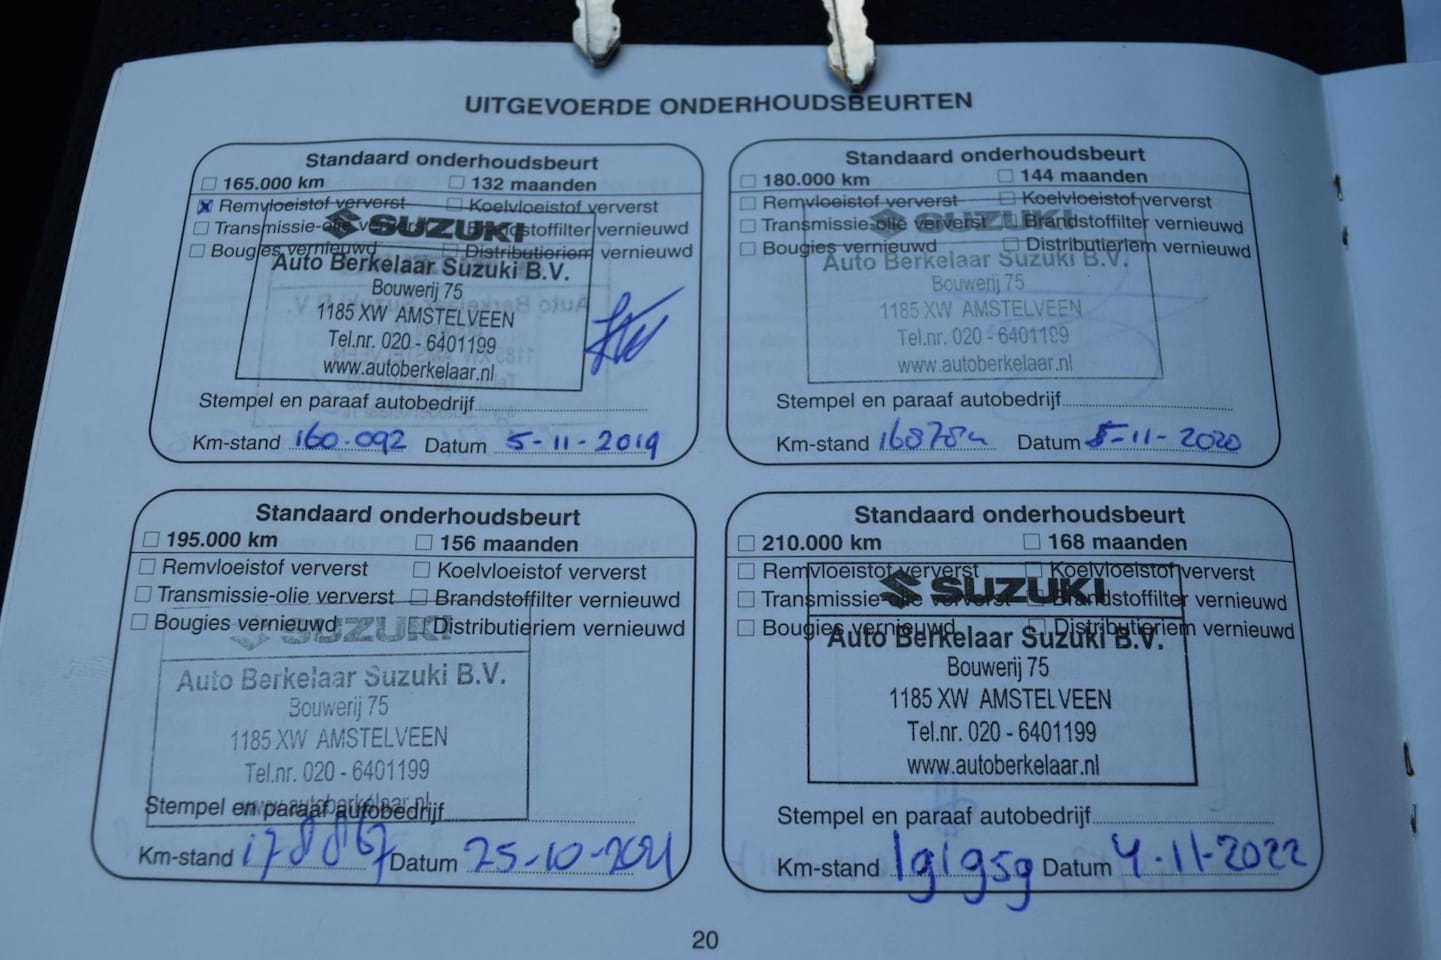 UITGEVOERDE ONDERHOUDSBEURTEN
Standaard onderhoudsbeurt
165.000 km 132 maanden
Remvloeistof ververst Koelvloeistof ververst
Transmissie-olie ververst Brandstoffilter vernieuwd
Bougies vernieuwd Distributieriem vernieuwd
SUZUKI
Auto Berkelaar Suzuki B.V.
Bouwerij 75
1185 XW AMSTELVEEN
Tel.nr. 020 - 6401199
www.autoberkelaar.nl
Stempel en paraaf autobedrijf
Km-stand 160.092 Datum 5-11-2019
Standaard onderhoudsbeurt
180.000 km 144 maanden
Remvloeistof ververst Koelvloeistof ververst
Transmissie-olie ververst Brandstoffilter vernieuwd
Bougies vernieuwd Distributieriem vernieuwd
SUZUKI
Auto Berkelaar Suzuki B.V.
Bouwerij 75
1185 XW AMSTELVEEN
Tel.nr. 020 - 6401199
www.autoberkelaar.nl
Stempel en paraaf autobedrijf
Km-stand Datum 5-11-2020
Standaard onderhoudsbeurt
195.000 km 156 maanden
Remvloeistof ververst Koelvloeistof ververst
Transmissie-olie ververst Brandstoffilter vernieuwd
Bougies vernieuwd Distributieriem vernieuwd
SUZUKI
Auto Berkelaar Suzuki B.V.
Bouwerij 75
1185 XW AMSTELVEEN
Tel.nr. 020 - 6401199
www.autoberkelaar.nl
Stempel en paraaf autobedrijf
Km-stand 178867 Datum 25-10-2021
Standaard onderhoudsbeurt
210.000 km 168 maanden
Remvloeistof ververst Koelvloeistof ververst
Transmissie-olie ververst Brandstoffilter vernieuwd
Bougies vernieuwd Distributieriem vernieuwd
SUZUKI
Auto Berkelaar Suzuki B.V.
Bouwerij 75
1185 XW AMSTELVEEN
Tel.nr. 020 - 6401199
www.autoberkelaar.nl
Stempel en paraaf autobedrijf
Km-stand 191959 Datum 4-11-2022
20